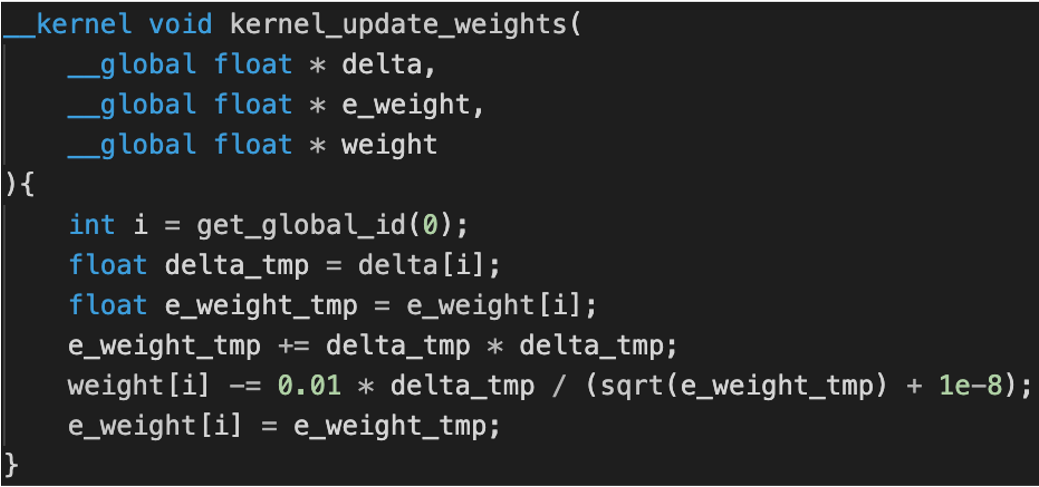 __kernel void kernel_update_weights(
    __global float * delta,
    __global float * e_weight,
    __global float * weight
){
    int i = get_global_id(0);
    float delta_tmp = delta[i];
    float e_weight_tmp = e_weight[i];
    e_weight_tmp += delta_tmp * delta_tmp;
    weight[i] -= 0.01 * delta_tmp / (sqrt(e_weight_tmp) + 1e-8);
    e_weight[i] = e_weight_tmp;
}